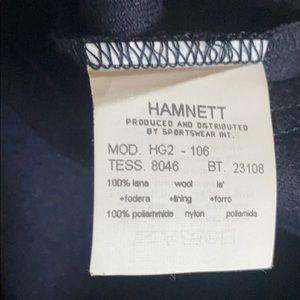 HAMNETT
PRODUCED AND DISTRIBUTED
BY SPORTSWEAR INT.
MOD. HG2 - 106
TESS. 8046 BT. 23108
100% lana wool is'
+fodera +lining +forro
100% poliammide nylon poliamida